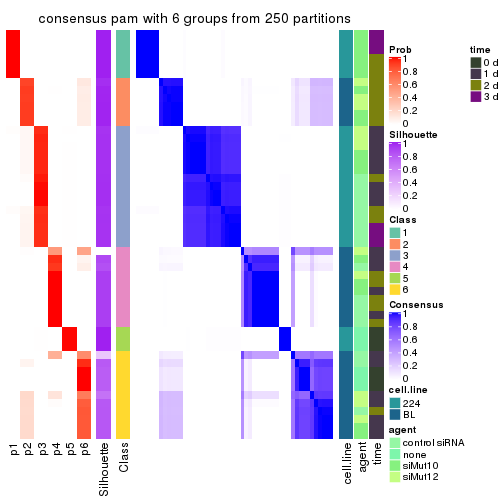 consensus pam with 6 groups from 250 partitions
Prob
1
0.8
0.6
0.4
0.2
0
Silhouette
1
0.8
0.6
0.4
0.2
0
Class
1
2
3
4
5
6
Consensus
1
0.8
0.6
0.4
0.2
0
cell.line
224
BL
agent
control siRNA
none
siMut10
siMut12
time
0 d
1 d
2 d
3 d
p1
p2
p3
p4
p5
p6
Silhouette
Class
cell.line
agent
time